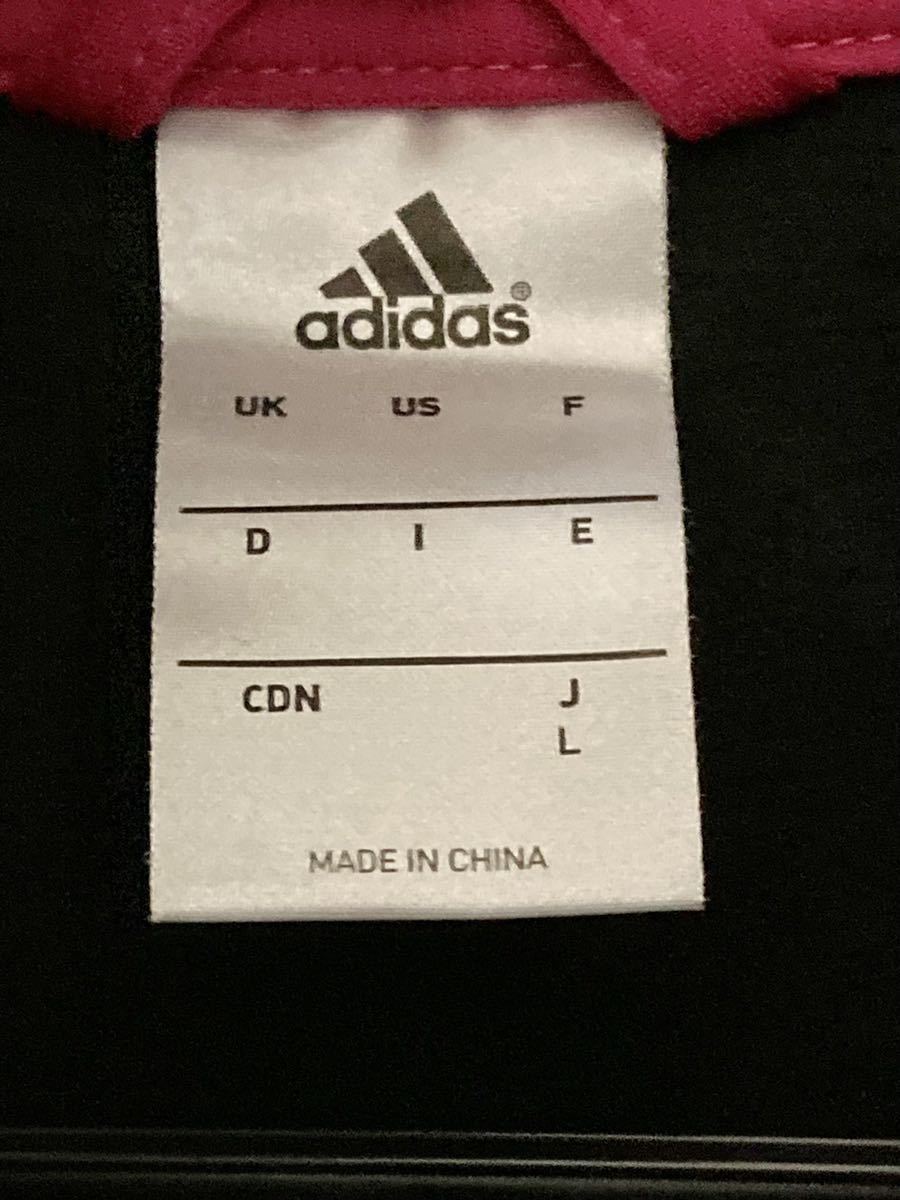 adidas®
UK US F
D I E
CDN J
L
MADE IN CHINA